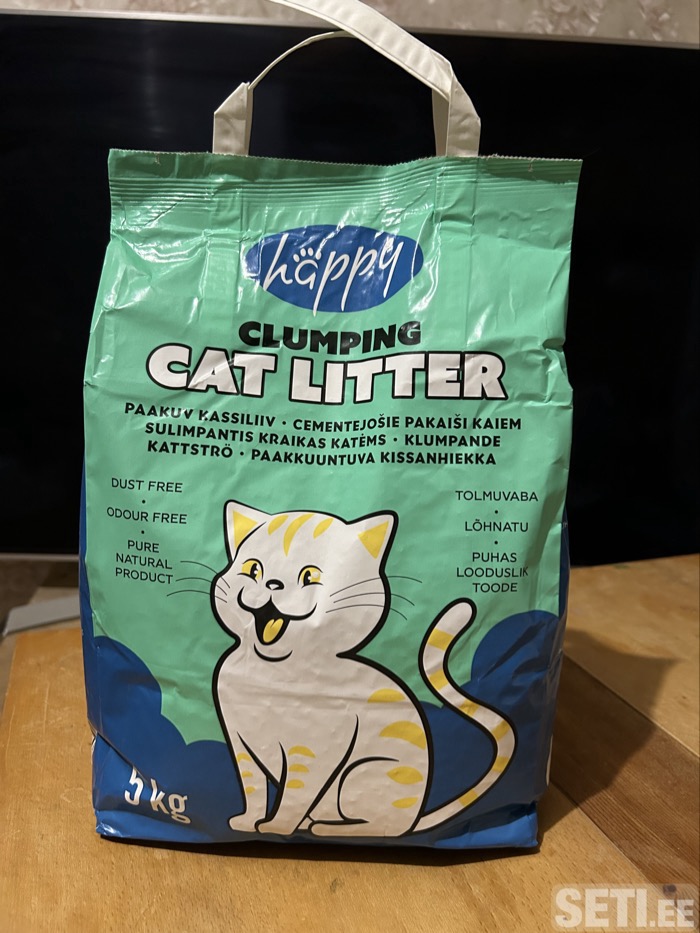 häppy
CLUMPING
CAT LITTER
PAAKUV KASSILIIV • CEMENTEJOŠIE PAKAIŠI KAIEM
SULIMPANTIS KRAIKAS KATĖMS • KLUMPANDE
KATTSTRÖ • PAAKKUUNTUVA KISSANHIEKKA
DUST FREE
•
ODOUR FREE
•
PURE
NATURAL
PRODUCT
TOLMUVABA
•
LÕHNATU
•
PUHAS
LOODUSLIK
TOODE
5 kg
SETI.EE